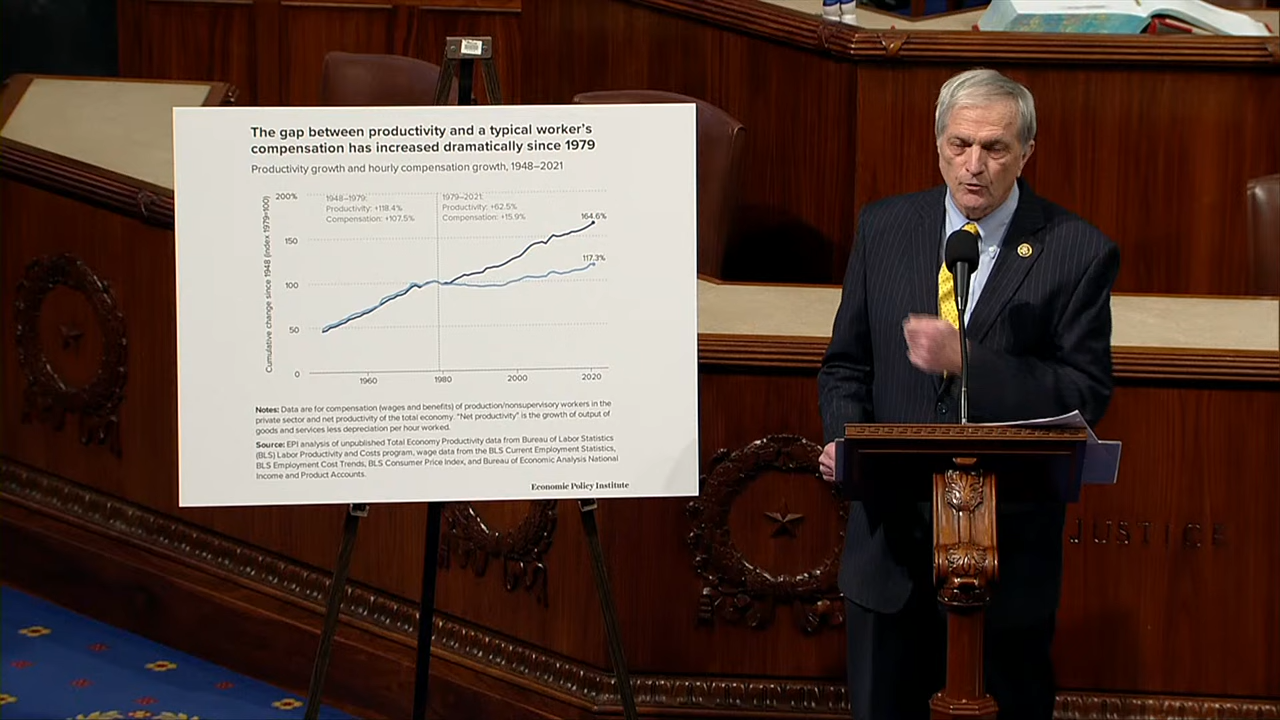 The gap between productivity and a typical worker's
compensation has increased dramatically since 1979
Productivity growth and hourly compensation growth, 1948–2021
Cumulative change since 1948 (index 1979=100)
200%
150
100
50
0
1948–1979:
Productivity: +118.4%
Compensation: +107.5%
1979–2021:
Productivity: +62.5%
Compensation: +15.9%
164.6%
117.3%
1960
1980
2000
2020
Notes: Data are for compensation (wages and benefits) of production/nonsupervisory workers in the
private sector and net productivity of the total economy. "Net productivity" is the growth of output of
goods and services less depreciation per hour worked.
Source: EPI analysis of unpublished Total Economy Productivity data from Bureau of Labor Statistics
(BLS) Labor Productivity and Costs program, wage data from the BLS Current Employment Statistics,
BLS Employment Cost Trends, BLS Consumer Price Index, and Bureau of Economic Analysis National
Income and Product Accounts.
Economic Policy Institute
JUSTICE